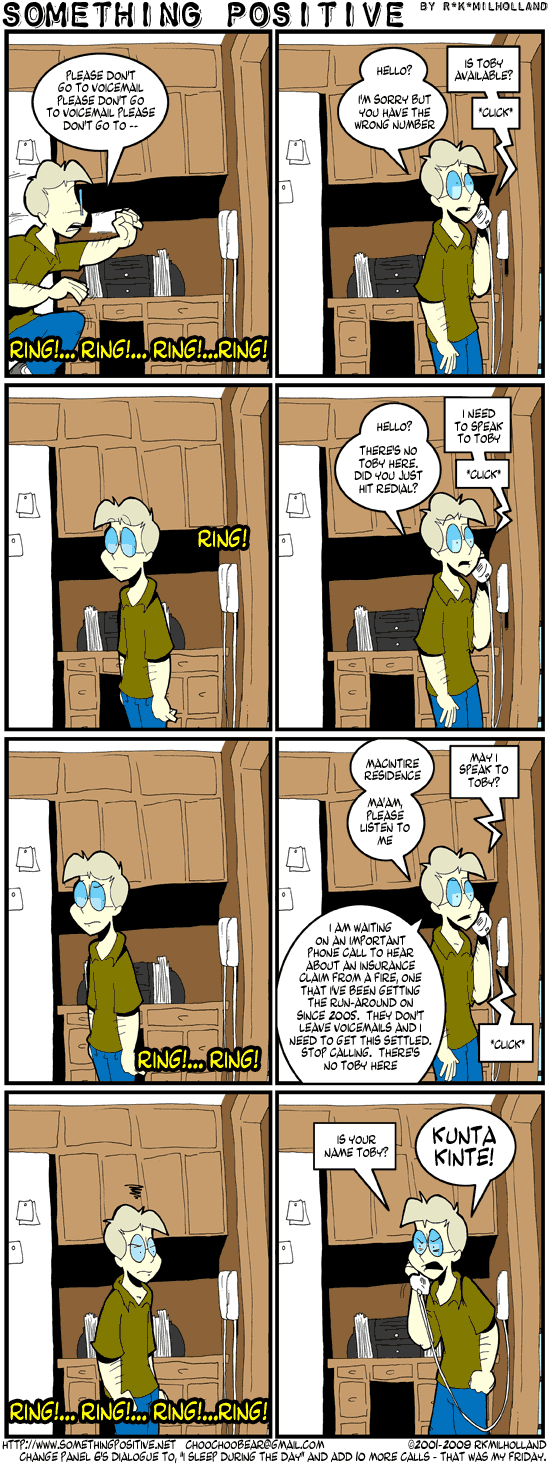 SOMETHING POSITIVE BY R*K*MILHOLLAND
PLEASE DON'T
GO TO VOICEMAIL
PLEASE DON'T GO
TO VOICEMAIL PLEASE
DON'T GO TO --
RING!... RING!... RING!...RING!
HELLO?
I'M SORRY BUT
YOU HAVE THE
WRONG NUMBER
IS TOBY
AVAILABLE?
*CLICK*
RING!
HELLO?
THERE'S NO
TOBY HERE.
DID YOU JUST
HIT REDIAL?
I NEED
TO SPEAK
TO TOBY
*CLICK*
RING!... RING!
MACINTIRE
RESIDENCE
MAY I
SPEAK TO
TOBY?
MA'AM,
PLEASE
LISTEN TO
ME
I AM WAITING
ON AN IMPORTANT
PHONE CALL TO HEAR
ABOUT AN INSURANCE
CLAIM FROM A FIRE, ONE
THAT I'VE BEEN GETTING
THE RUN-AROUND ON
SINCE 2005. THEY DON'T
LEAVE VOICEMAILS AND I
NEED TO GET THIS SETTLED.
STOP CALLING. THERE'S
NO TOBY HERE
*CLICK*
RING!... RING!... RING!...RING!
IS YOUR
NAME TOBY?
KUNTA
KINTE!
HTTP://WWW.SOMETHINGPOSITIVE.NET CHOOCHOOBEAR@GMAIL.COM ©2001-2009 RKMILHOLLAND
CHANGE PANEL 6'S DIALOGUE TO, "I SLEEP DURING THE DAY" AND ADD 10 MORE CALLS - THAT WAS MY FRIDAY.